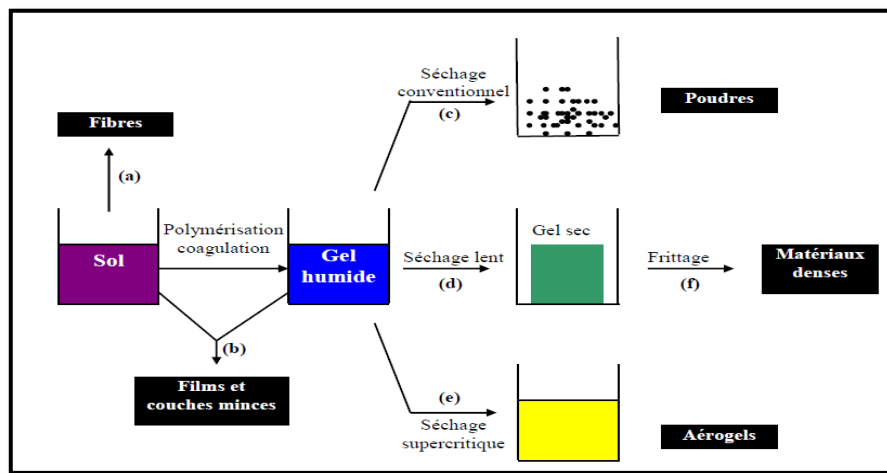 Séchage
conventionnel
(c)
Poudres
Fibres
(a)
Sol
Polymérisation
coagulation
Gel
humide
Séchage lent
(d)
Gel sec
Frittage
(f)
Matériaux
denses
(b)
Films et
couches minces
(e)
Séchage
supercritique
Aérogels